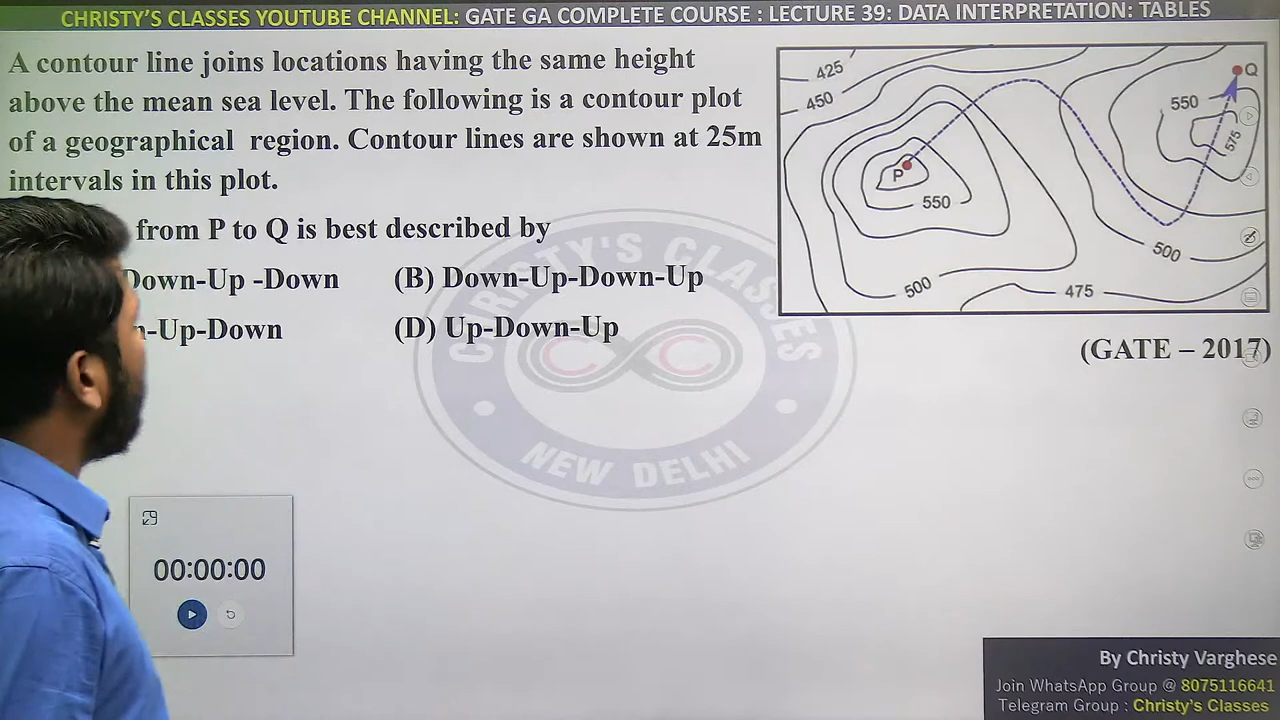 CHRISTY'S CLASSES YOUTUBE CHANNEL: GATE GA COMPLETE COURSE : LECTURE 39: DATA INTERPRETATION: TABLES
A contour line joins locations having the same height
above the mean sea level. The following is a contour plot
of a geographical region. Contour lines are shown at 25m
intervals in this plot.
from P to Q is best described by
Down-Up -Down
(B) Down-Up-Down-Up
-Up-Down
(D) Up-Down-Up
425
450
P
550
500
475
500
550
575
Q
(GATE – 2017)
CHRISTY'S CLASSES
NEW DELHI
00:00:00
By Christy Varghese
Join WhatsApp Group @ 8075116641
Telegram Group : Christy's Classes